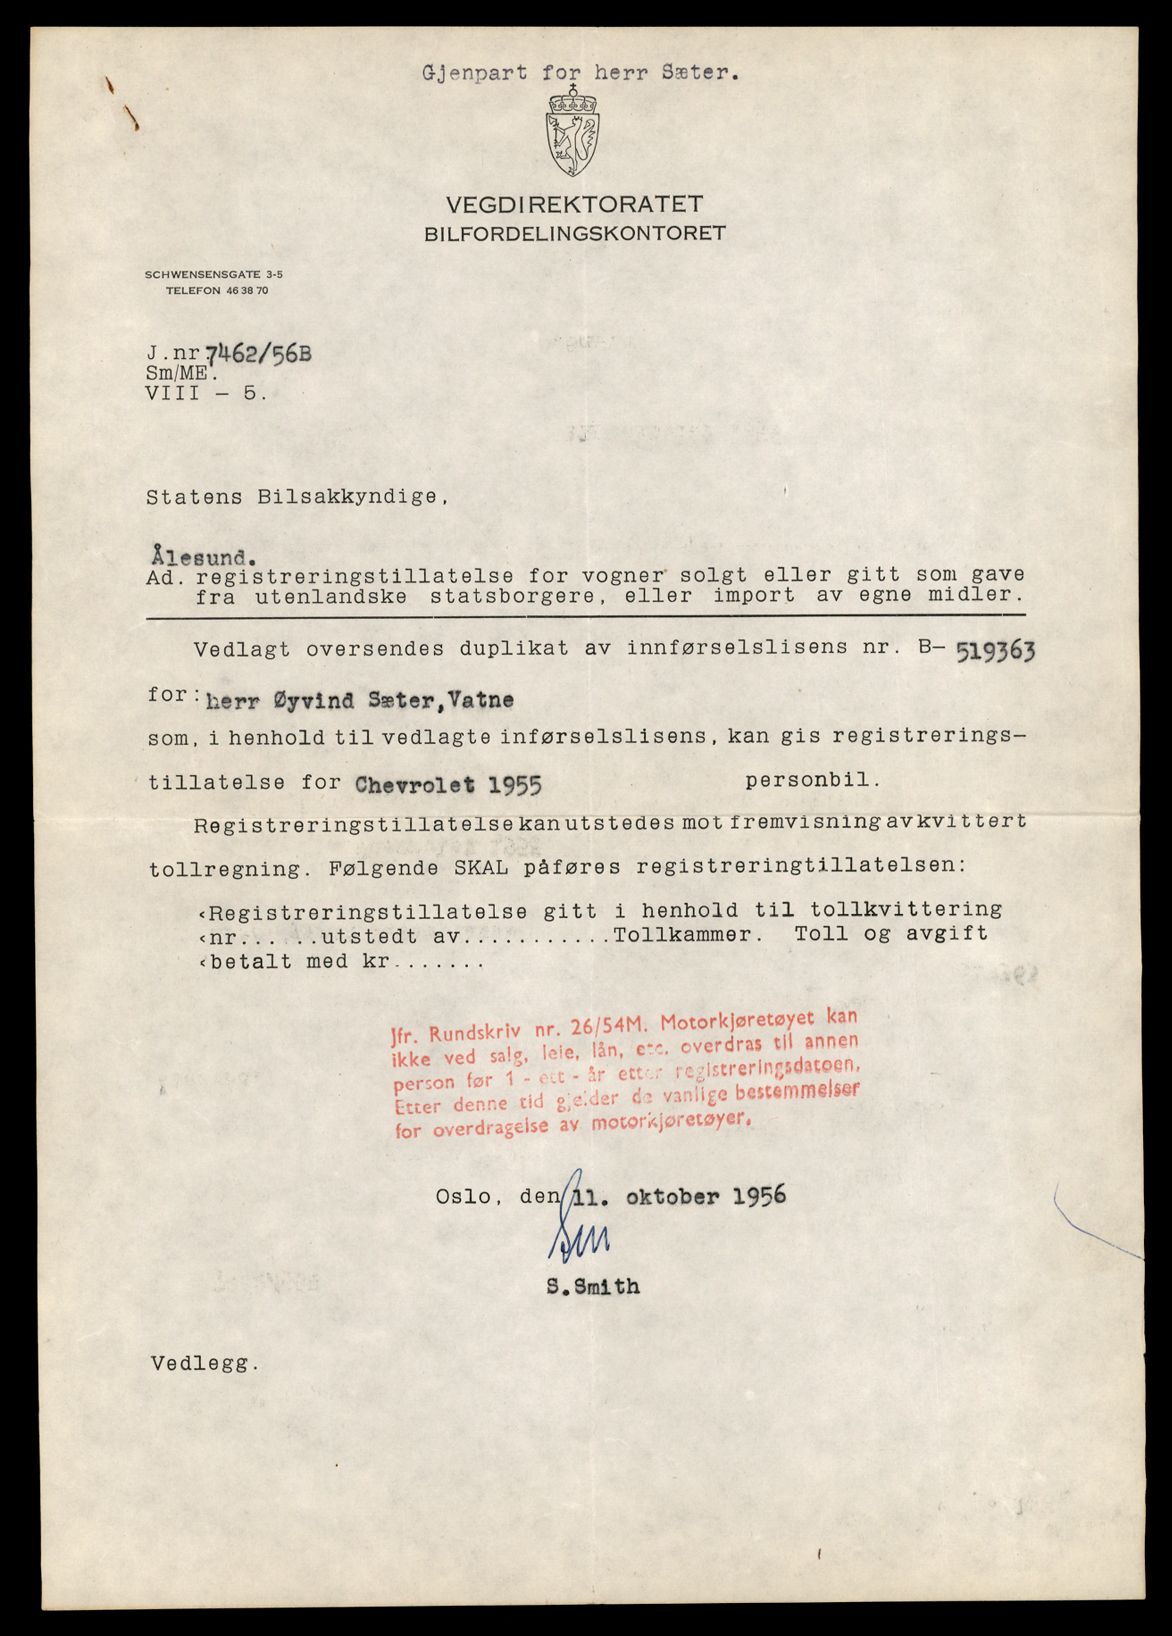 Gjenpart for herr Sæter.
VEGDIREKTORATET
BILFORDELINGSKONTORET
SCHWENSENSGATE 3-5
TELEFON 46 38 70
J.nr.7462/56B
Sm/ME.
VIII - 5.
Statens Bilsakkyndige,
Ålesund.
Ad. registreringstillatelse for vogner solgt eller gitt som gave
fra utenlandske statsborgere, eller import av egne midler.
Vedlagt oversendes duplikat av innførselslisens nr. B- 519363
for: herr Øyvind Sæter, Vatne
som, i henhold til vedlagte inførselslisens, kan gis registrerings-
tillatelse for Chevrolet 1955 personbil.
Registreringstillatelse kan utstedes mot fremvisning av kvittert
tollregning. Følgende SKAL påføres registreringtillatelsen:
‹Registreringstillatelse gitt i henhold til tollkvittering
‹nr... ..utstedt av...........Tollkammer. Toll og avgift
‹betalt med kr.......
Jfr. Rundskriv nr. 26/54M. Motorkjøretøyet kan
ikke ved salg, leie, lån, etc. overdras til annen
person før 1 - ett - år etter registreringsdatoen.
Etter denne tid gjelder de vanlige bestemmelser
for overdragelse av motorkjøretøyer.
Oslo, den 11. oktober 1956
Sm
S.Smith
Vedlegg.